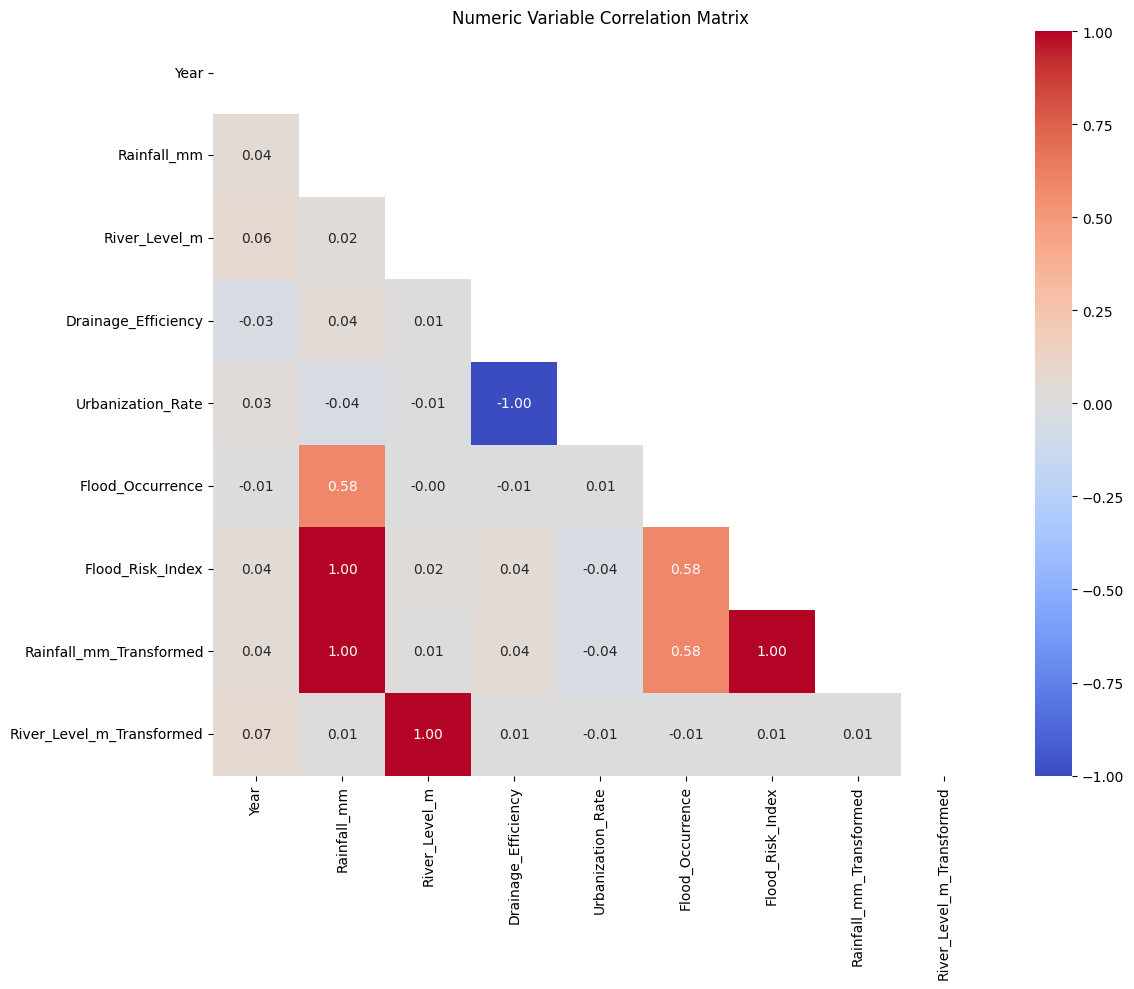 Numeric Variable Correlation Matrix
Year
Rainfall_mm 0.04
River_Level_m 0.06 0.02
Drainage_Efficiency -0.03 0.04 0.01
Urbanization_Rate 0.03 -0.04 -0.01 -1.00
Flood_Occurrence -0.01 0.58 -0.00 -0.01 0.01
Flood_Risk_Index 0.04 1.00 0.02 0.04 -0.04 0.58
Rainfall_mm_Transformed 0.04 1.00 0.01 0.04 -0.04 0.58 1.00
River_Level_m_Transformed 0.07 0.01 1.00 0.01 -0.01 -0.01 0.01 0.01
Year
Rainfall_mm
River_Level_m
Drainage_Efficiency
Urbanization_Rate
Flood_Occurrence
Flood_Risk_Index
Rainfall_mm_Transformed
River_Level_m_Transformed
1.00
0.75
0.50
0.25
0.00
−0.25
−0.50
−0.75
−1.00